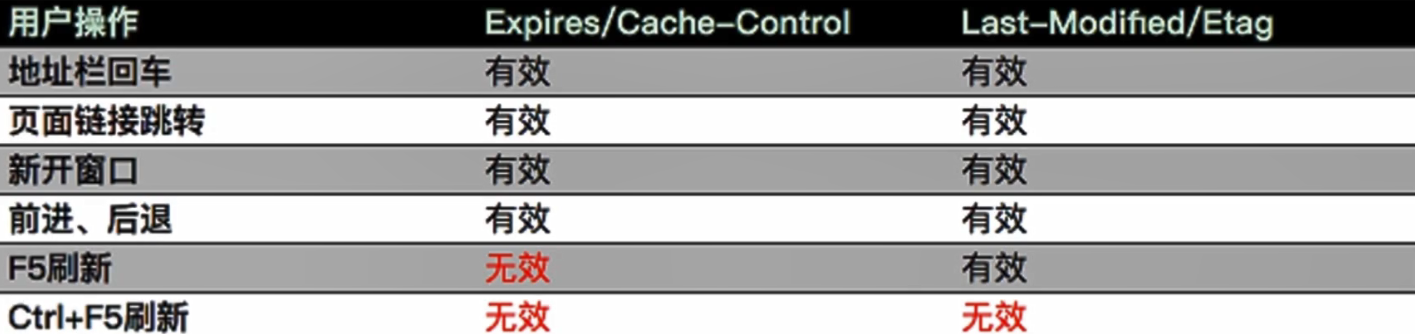 用户操作 Expires/Cache-Control Last-Modified/Etag
地址栏回车 有效 有效
页面链接跳转 有效 有效
新开窗口 有效 有效
前进、后退 有效 有效
F5刷新 无效 有效
Ctrl+F5刷新 无效 无效